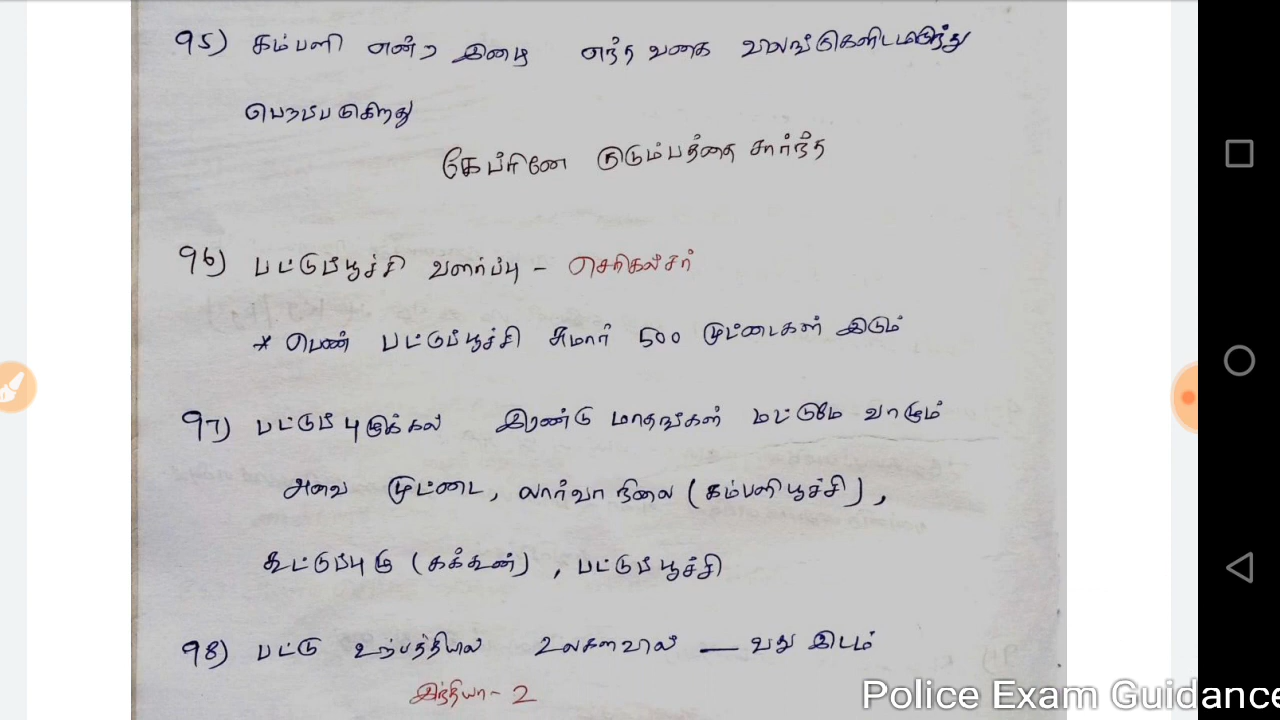 95) கம்பளி என்ற இழை எந்த வகை விலங்குகளிடமிருந்து
பெறப்படுகிறது
கேப்ரினே குடும்பத்தை சார்ந்த
96) பட்டுப்பூச்சி வளர்ப்பு - செரிகல்சர்
* பெண் பட்டுப்பூச்சி சுமார் 500 முட்டைகள் இடும்
97) பட்டுப்புழுக்கல் இரண்டு மாதங்கள் மட்டுமே வாழும்
அவை முட்டை, லார்வா நிலை (கம்பளிபூச்சி),
கூட்டுப்புழு (கக்கூன்), பட்டுப்பூச்சி
98) பட்டு உற்பத்தியில் உலகளவில் — வது இடம்
இந்தியா - 2
Police Exam Guidance